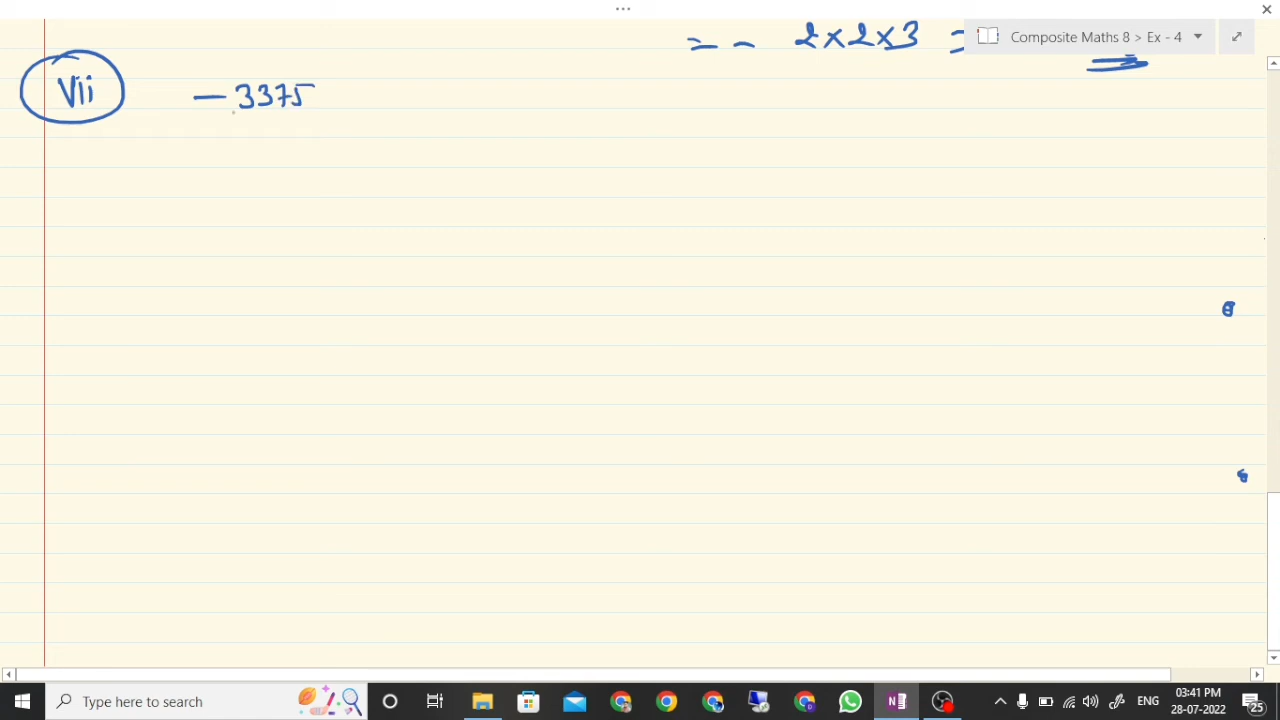 = - 2×2×3 =
Composite Maths 8 > Ex - 4
Vii - 3375
Type here to search
ENG
03:41 PM
28-07-2022
25